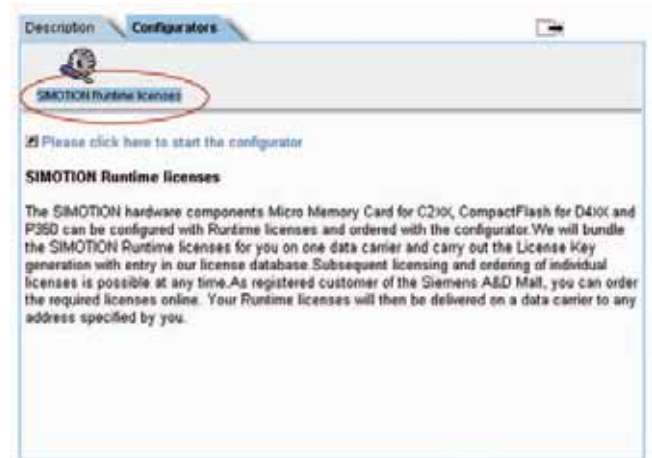 Description Configurators
SIMOTION Runtime licenses
Please click here to start the configurator
SIMOTION Runtime licenses
The SIMOTION hardware components Micro Memory Card for C2XX, CompactFlash for D4XX and
P350 can be configured with Runtime licenses and ordered with the configurator.We will bundle
the SIMOTION Runtime licenses for you on one data carrier and carry out the License Key
generation with entry in our license database.Subsequent licensing and ordering of individual
licenses is possible at any time.As registered customer of the Siemens A&D Mall, you can order
the required licenses online. Your Runtime licenses will then be delivered on a data carrier to any
address specified by you.